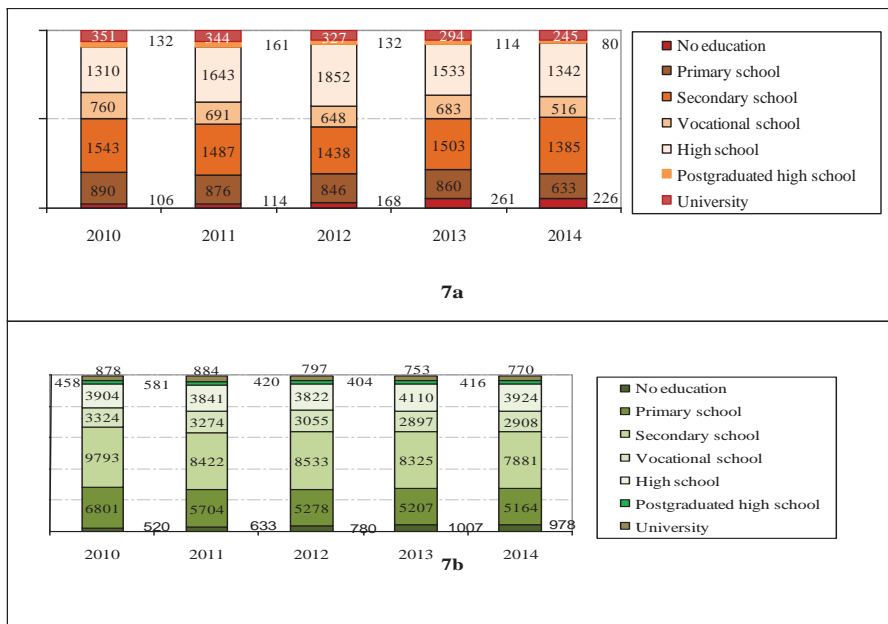 351 132 344 161 327 132 294 114 245 80
1310 1643 1852 1533 1342
760 691 648 683 516
1543 1487 1438 1503 1385
890 876 846 860 633
106 114 168 261 226
2010 2011 2012 2013 2014
No education
Primary school
Secondary school
Vocational school
High school
Postgraduated high school
University
7a
878 884 797 753 770
458 581 420 404 416
3904 3841 3822 4110 3924
3324 3274 3055 2897 2908
9793 8422 8533 8325 7881
6801 5704 5278 5207 5164
520 633 780 1007 978
2010 2011 2012 2013 2014
No education
Primary school
Secondary school
Vocational school
High school
Postgraduated high school
University
7b